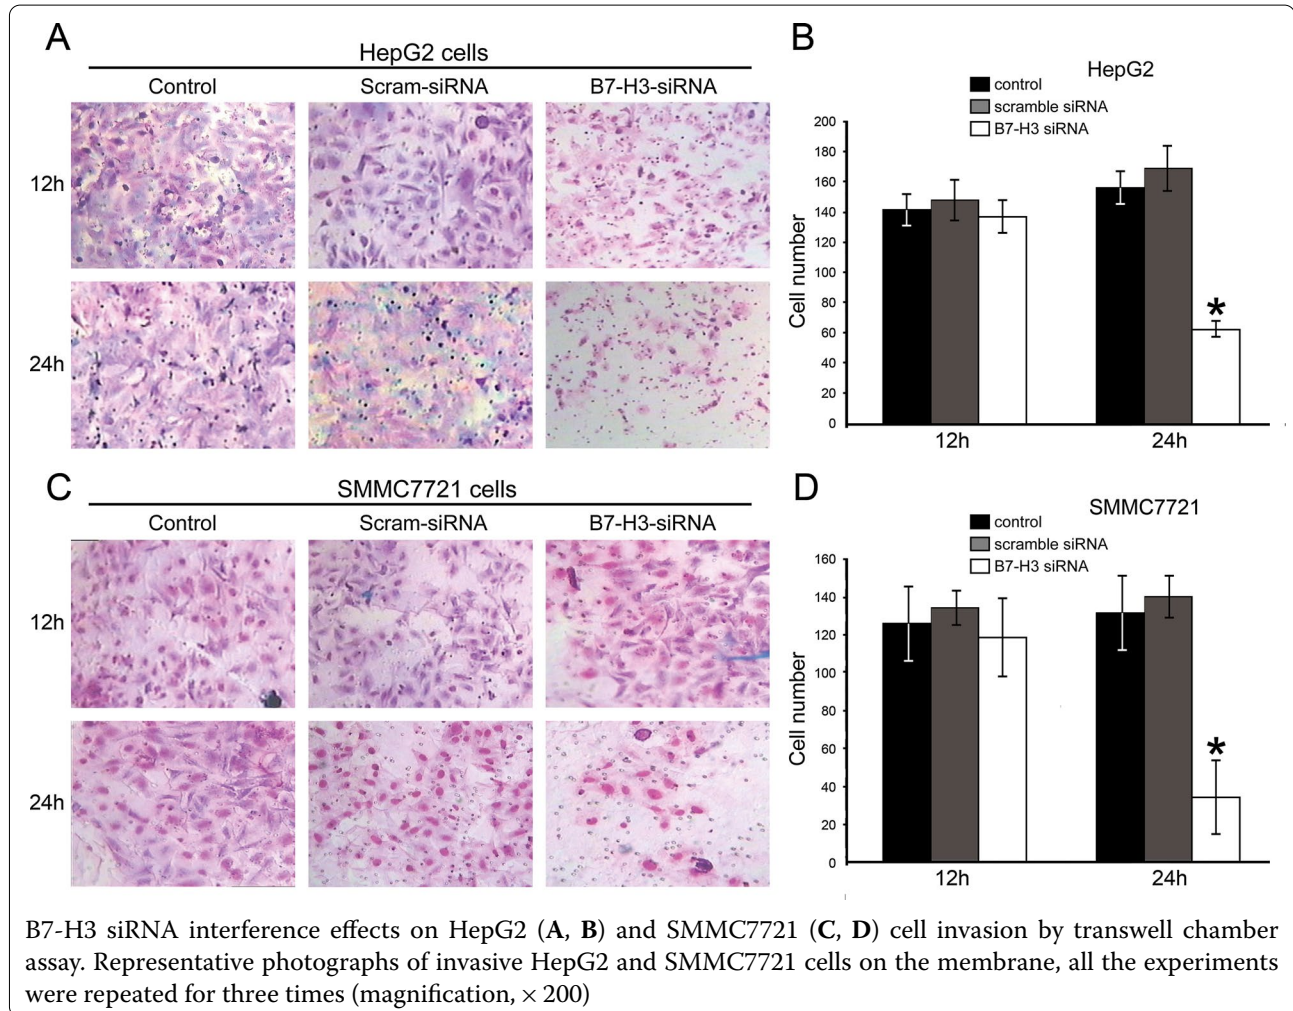 A
HepG2 cells
Control
Scram-siRNA
B7-H3-siRNA
12h
24h
B
HepG2
control
scramble siRNA
B7-H3 siRNA
Cell number
200
180
160
140
120
100
80
60
40
20
0
*
12h
24h
C
SMMC7721 cells
Control
Scram-siRNA
B7-H3-siRNA
12h
24h
D
SMMC7721
control
scramble siRNA
B7-H3 siRNA
Cell number
160
140
120
100
80
60
40
20
0
*
12h
24h
B7-H3 siRNA interference effects on HepG2 (A, B) and SMMC7721 (C, D) cell invasion by transwell chamber
assay. Representative photographs of invasive HepG2 and SMMC7721 cells on the membrane, all the experiments
were repeated for three times (magnification, × 200)